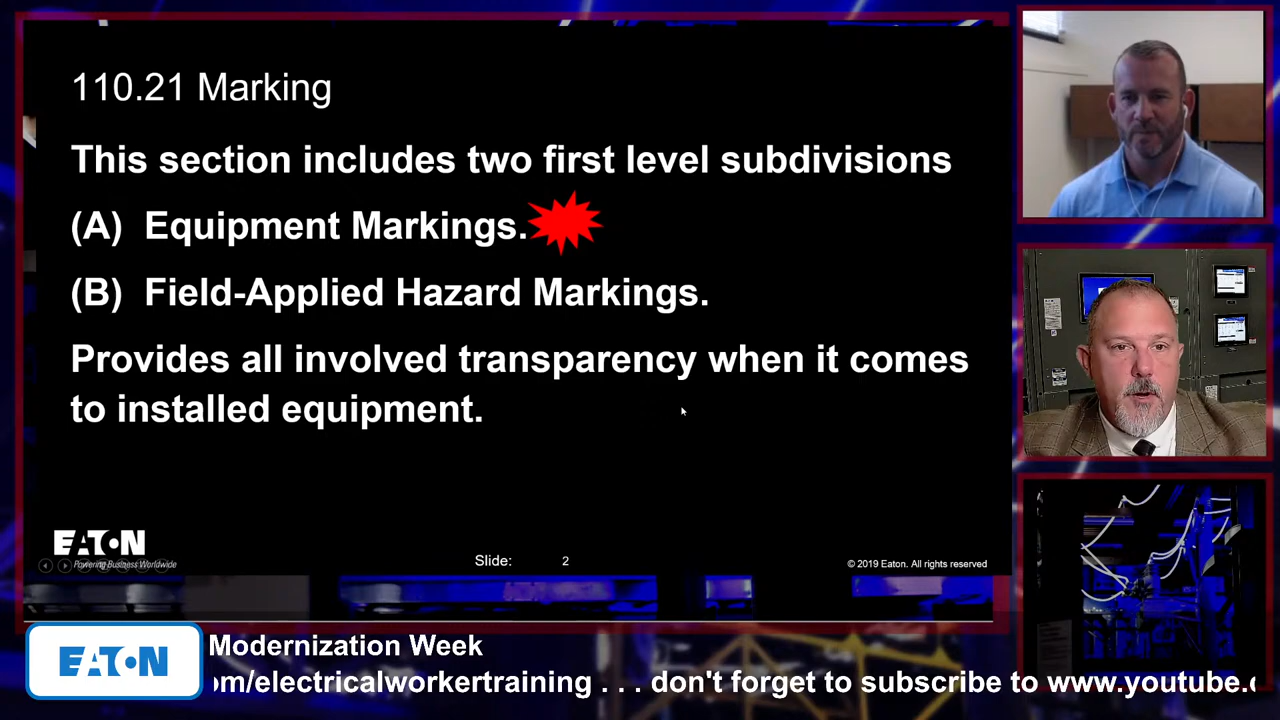 EATON
110.21 Marking
This section includes two first level subdivisions
(A) Equipment Markings.
(B) Field-Applied Hazard Markings.
Provides all involved transparency when it comes
to installed equipment.
EATON
Powering Business Worldwide
Slide: 2
© 2019 Eaton. All rights reserved
EATON
Modernization Week
om/electricalworkertraining . . . don't forget to subscribe to www.youtube.c